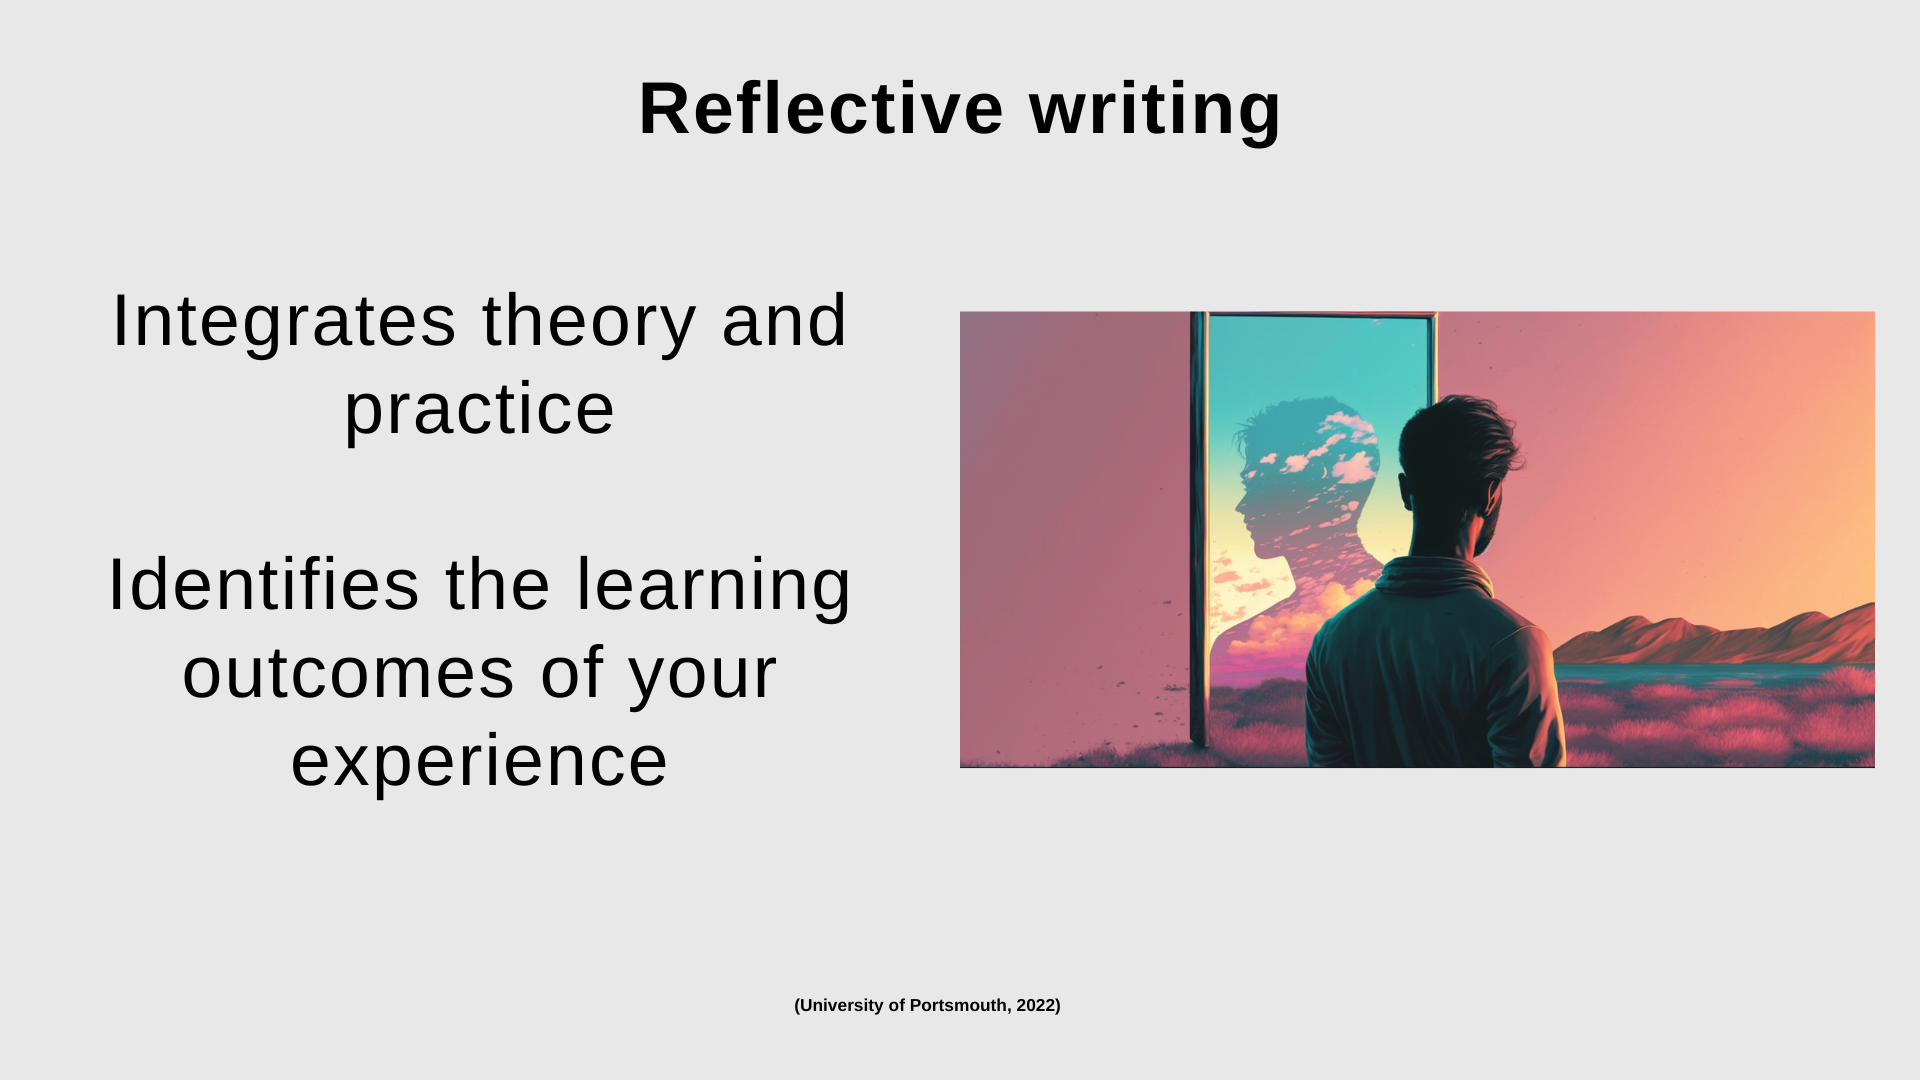 Reflective writing
Integrates theory and
practice
Identifies the learning
outcomes of your
experience
(University of Portsmouth, 2022)